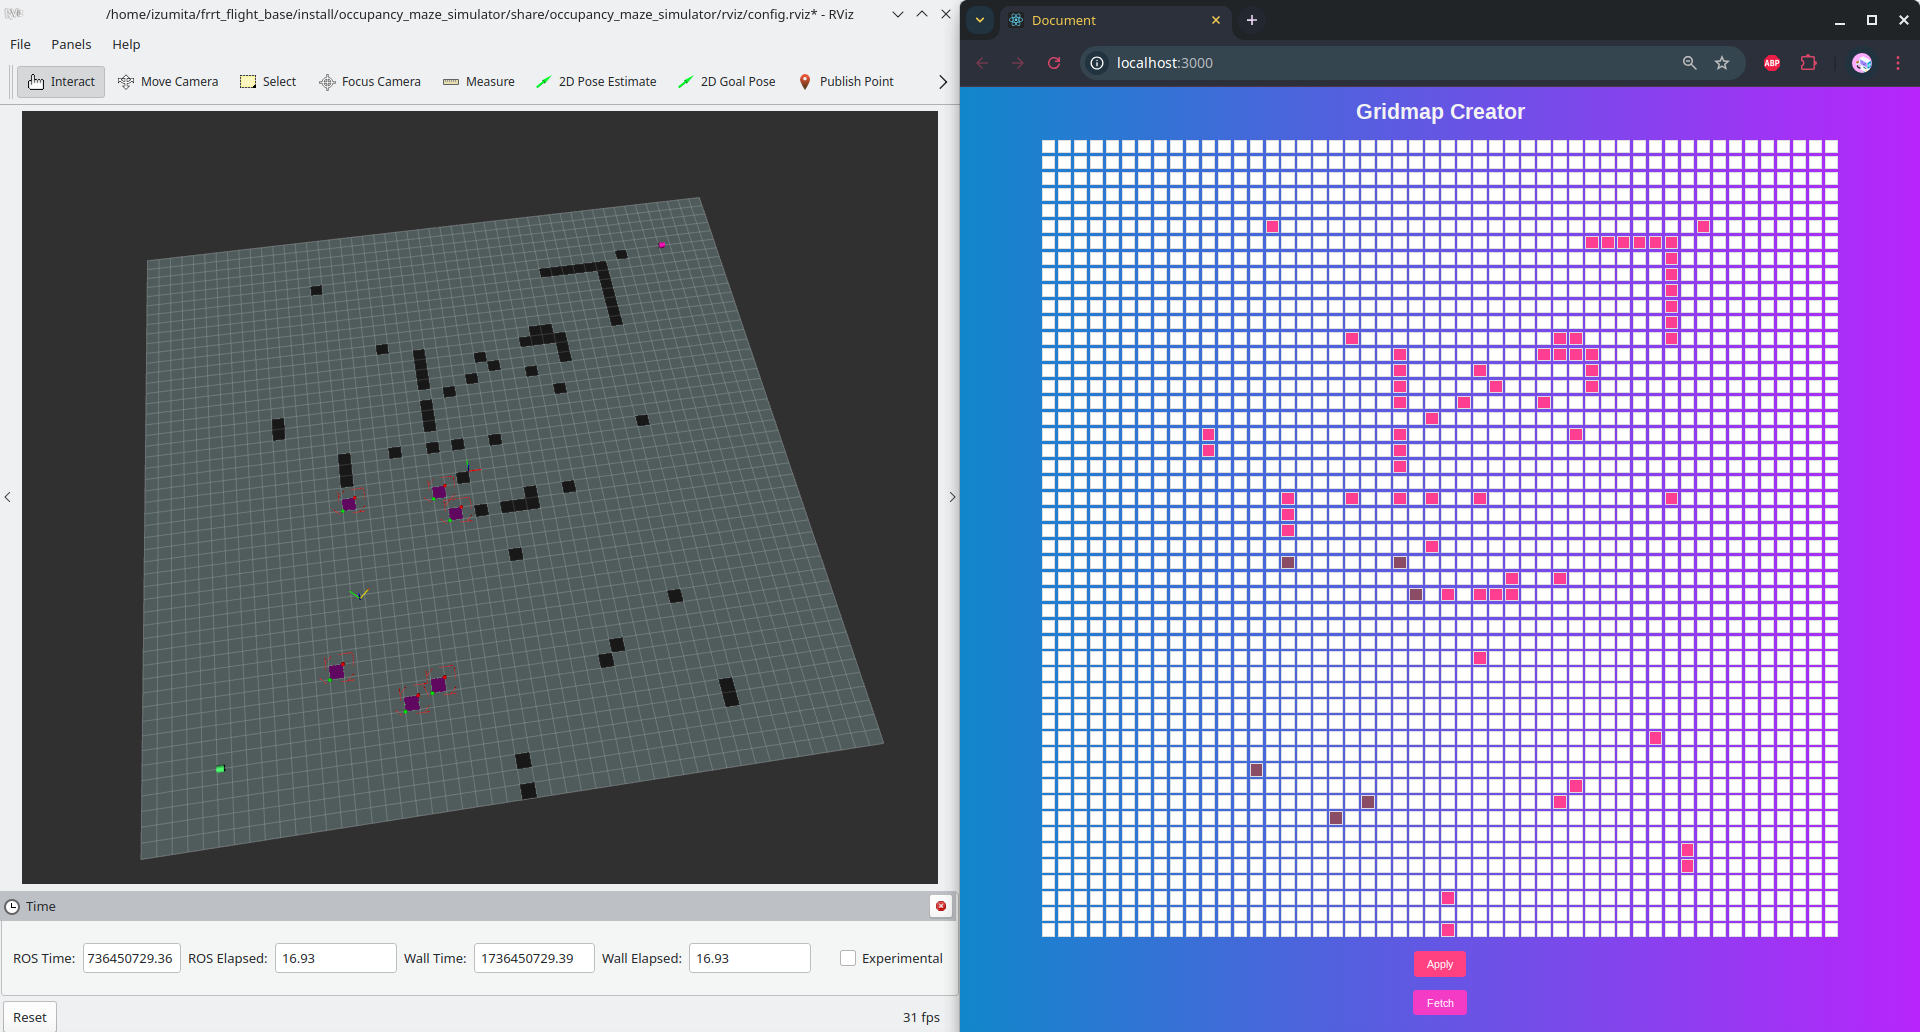 /home/izumita/frrt_flight_base/install/occupancy_maze_simulator/share/occupancy_maze_simulator/rviz/config.rviz* - RViz
File Panels Help
Interact Move Camera Select Focus Camera Measure 2D Pose Estimate 2D Goal Pose Publish Point
Time
ROS Time: 736450729.36 ROS Elapsed: 16.93 Wall Time: 1736450729.39 Wall Elapsed: 16.93 Experimental
Reset 31 fps
Document
localhost:3000
ABP
Gridmap Creator
Apply
Fetch